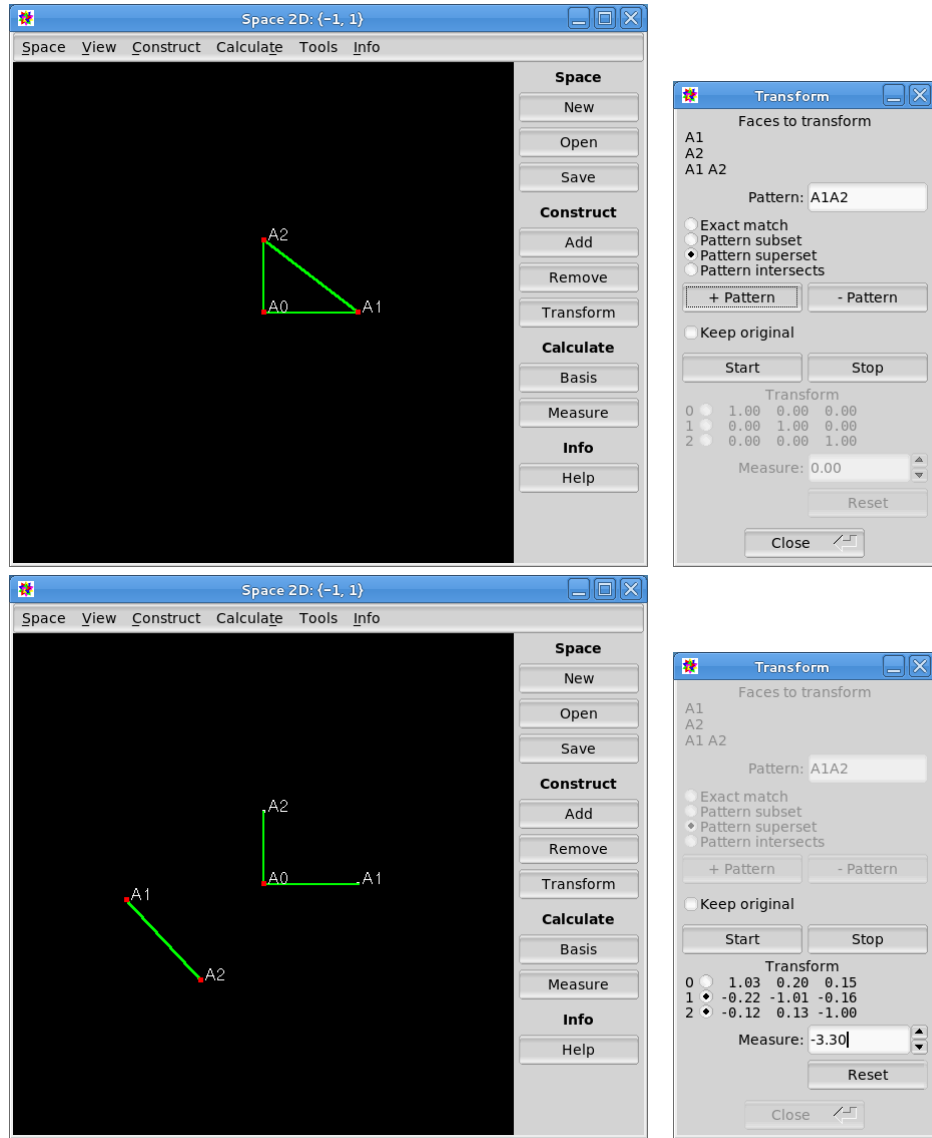 Space 2D: {-1, 1}
Space View Construct Calculate Tools Info
A2
A0
A1
Space
New
Open
Save
Construct
Add
Remove
Transform
Calculate
Basis
Measure
Info
Help
Transform
Faces to transform
A1
A2
A1 A2
Pattern: A1A2
Exact match
Pattern subset
Pattern superset
Pattern intersects
+ Pattern - Pattern
Keep original
Start Stop
Transform
0 1.00 0.00 0.00
1 0.00 1.00 0.00
2 0.00 0.00 1.00
Measure: 0.00
Reset
Close
Space 2D: {-1, 1}
Space View Construct Calculate Tools Info
A2
A0
A1
A1
A2
Space
New
Open
Save
Construct
Add
Remove
Transform
Calculate
Basis
Measure
Info
Help
Transform
Faces to transform
A1
A2
A1 A2
Pattern: A1A2
Exact match
Pattern subset
Pattern superset
Pattern intersects
+ Pattern - Pattern
Keep original
Start Stop
Transform
0 1.03 0.20 0.15
1 -0.22 -1.01 -0.16
2 -0.12 0.13 -1.00
Measure: -3.30
Reset
Close